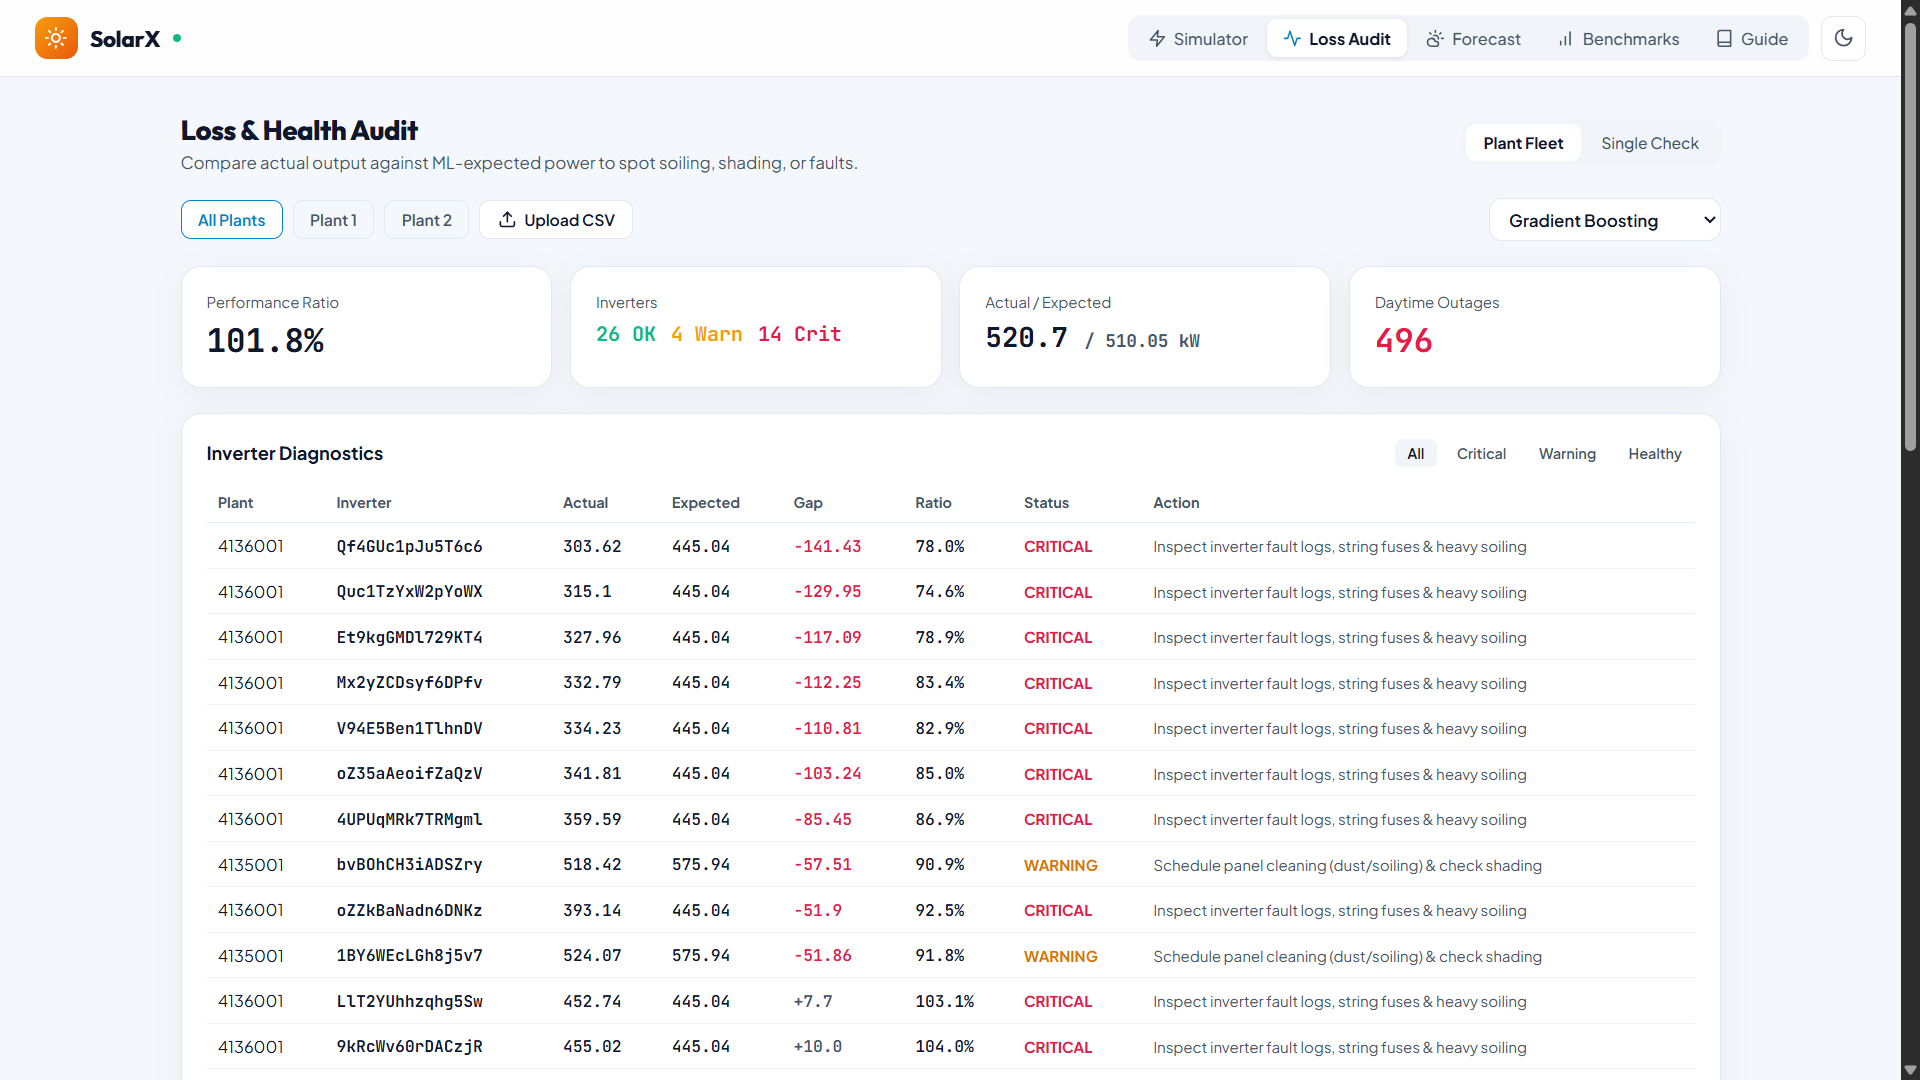 SolarX
Simulator
Loss Audit
Forecast
Benchmarks
Guide
Loss & Health Audit
Compare actual output against ML-expected power to spot soiling, shading, or faults.
Plant Fleet
Single Check
All Plants
Plant 1
Plant 2
Upload CSV
Gradient Boosting
Performance Ratio
101.8%
Inverters
26 OK 4 Warn 14 Crit
Actual / Expected
520.7 / 510.05 kW
Daytime Outages
496
Inverter Diagnostics
All Critical Warning Healthy
Plant Inverter Actual Expected Gap Ratio Status Action
4136001 Qf4GUc1pJu5T6c6 303.62 445.04 -141.43 78.0% CRITICAL Inspect inverter fault logs, string fuses & heavy soiling
4136001 Quc1TzYxW2pYoWX 315.1 445.04 -129.95 74.6% CRITICAL Inspect inverter fault logs, string fuses & heavy soiling
4136001 Et9kgGMDl729KT4 327.96 445.04 -117.09 78.9% CRITICAL Inspect inverter fault logs, string fuses & heavy soiling
4136001 Mx2yZCDsyf6DPfv 332.79 445.04 -112.25 83.4% CRITICAL Inspect inverter fault logs, string fuses & heavy soiling
4136001 V94E5Ben1TlhnDV 334.23 445.04 -110.81 82.9% CRITICAL Inspect inverter fault logs, string fuses & heavy soiling
4136001 oZ35aAeoifZaQzV 341.81 445.04 -103.24 85.0% CRITICAL Inspect inverter fault logs, string fuses & heavy soiling
4136001 4UPUqMRk7TRMgml 359.59 445.04 -85.45 86.9% CRITICAL Inspect inverter fault logs, string fuses & heavy soiling
4135001 bvBOhCH3iADSZry 518.42 575.94 -57.51 90.9% WARNING Schedule panel cleaning (dust/soiling) & check shading
4136001 oZZkBaNadn6DNKz 393.14 445.04 -51.9 92.5% CRITICAL Inspect inverter fault logs, string fuses & heavy soiling
4135001 1BY6WEcLGh8j5v7 524.07 575.94 -51.86 91.8% WARNING Schedule panel cleaning (dust/soiling) & check shading
4136001 LlT2YUhhzqhg5Sw 452.74 445.04 +7.7 103.1% CRITICAL Inspect inverter fault logs, string fuses & heavy soiling
4136001 9kRcWv60rDACzjR 455.02 445.04 +10.0 104.0% CRITICAL Inspect inverter fault logs, string fuses & heavy soiling